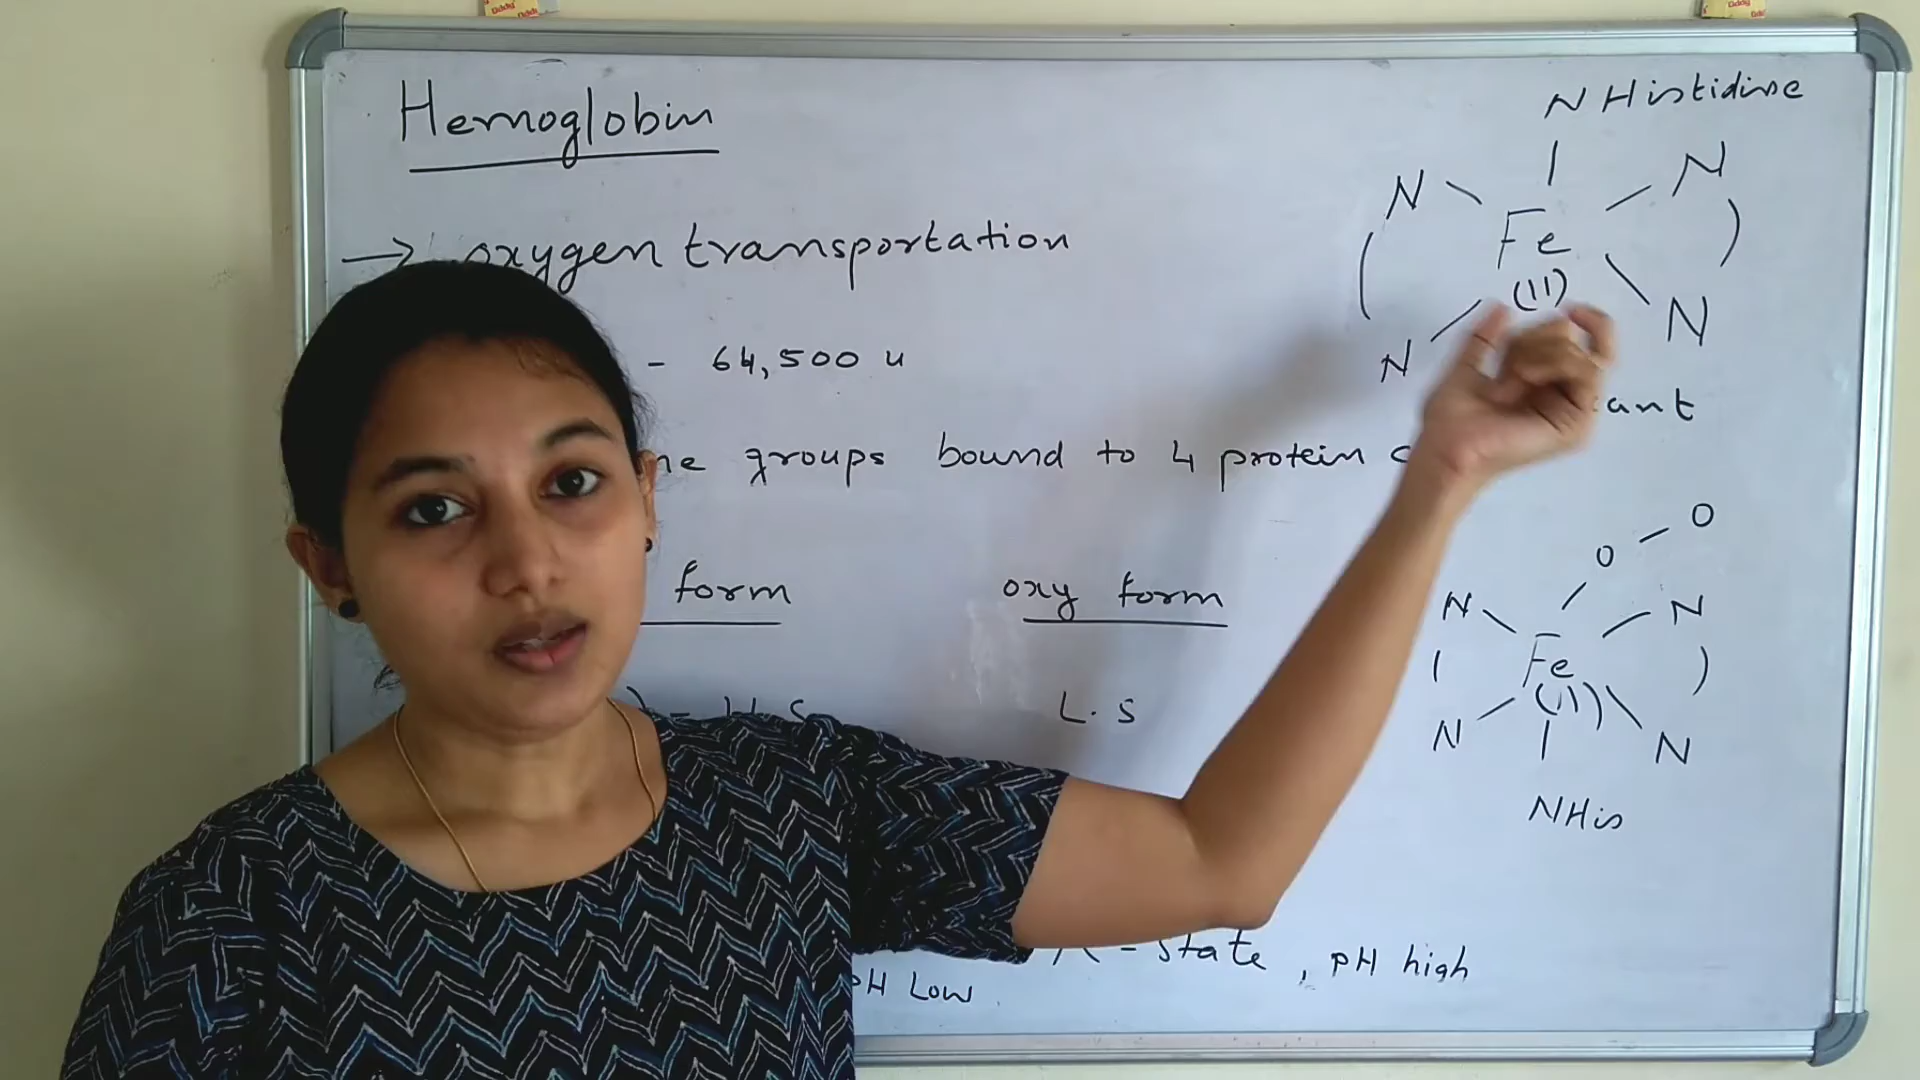 Hemoglobin
→ oxygen transportation
- 64,500 u
groups bound to 4 protein
form
oxy form
- H.S
L.S
- state , pH high
pH Low
N Histidine
N N
Fe
(II)
N N
O - O
N N
Fe
(II)
N N
NHis